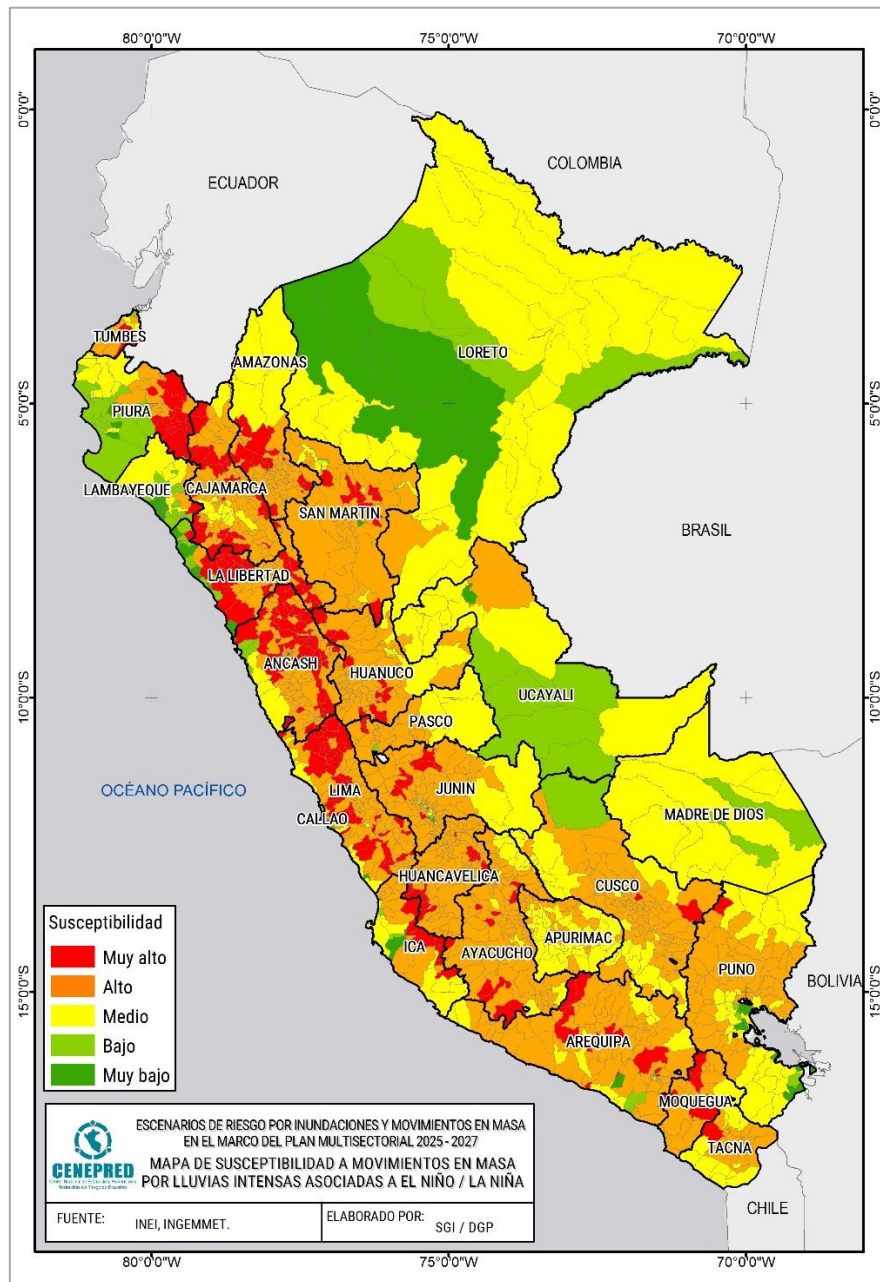 80°0'0"W 75°0'0"W 70°0'0"W
0°0'0"
0°0'0"
COLOMBIA
ECUADOR
TUMBES
AMAZONAS
LORETO
5°0'0"S
5°0'0"S
PIURA
LAMBAYEQUE
CAJAMARCA
SAN MARTIN
BRASIL
LA LIBERTAD
ANCASH
HUANUCO
UCAYALI
10°0'0"S
10°0'0"S
PASCO
OCÉANO PACÍFICO
LIMA
JUNIN
CALLAO
MADRE DE DIOS
HUANCAVELICA
CUSCO
ICA
AYACUCHO
APURIMAC
PUNO
BOLIVIA
15°0'0"S
15°0'0"S
AREQUIPA
MOQUEGUA
TACNA
CHILE
Susceptibilidad
Muy alto
Alto
Medio
Bajo
Muy bajo
CENEPRED
ESCENARIOS DE RIESGO POR INUNDACIONES Y MOVIMIENTOS EN MASA
EN EL MARCO DEL PLAN MULTISECTORIAL 2025 - 2027
MAPA DE SUSCEPTIBILIDAD A MOVIMIENTOS EN MASA
POR LLUVIAS INTENSAS ASOCIADAS A EL NIÑO / LA NIÑA
FUENTE: INEI, INGEMMET.
ELABORADO POR: SGI / DGP
80°0'0"W 75°0'0"W 70°0'0"W